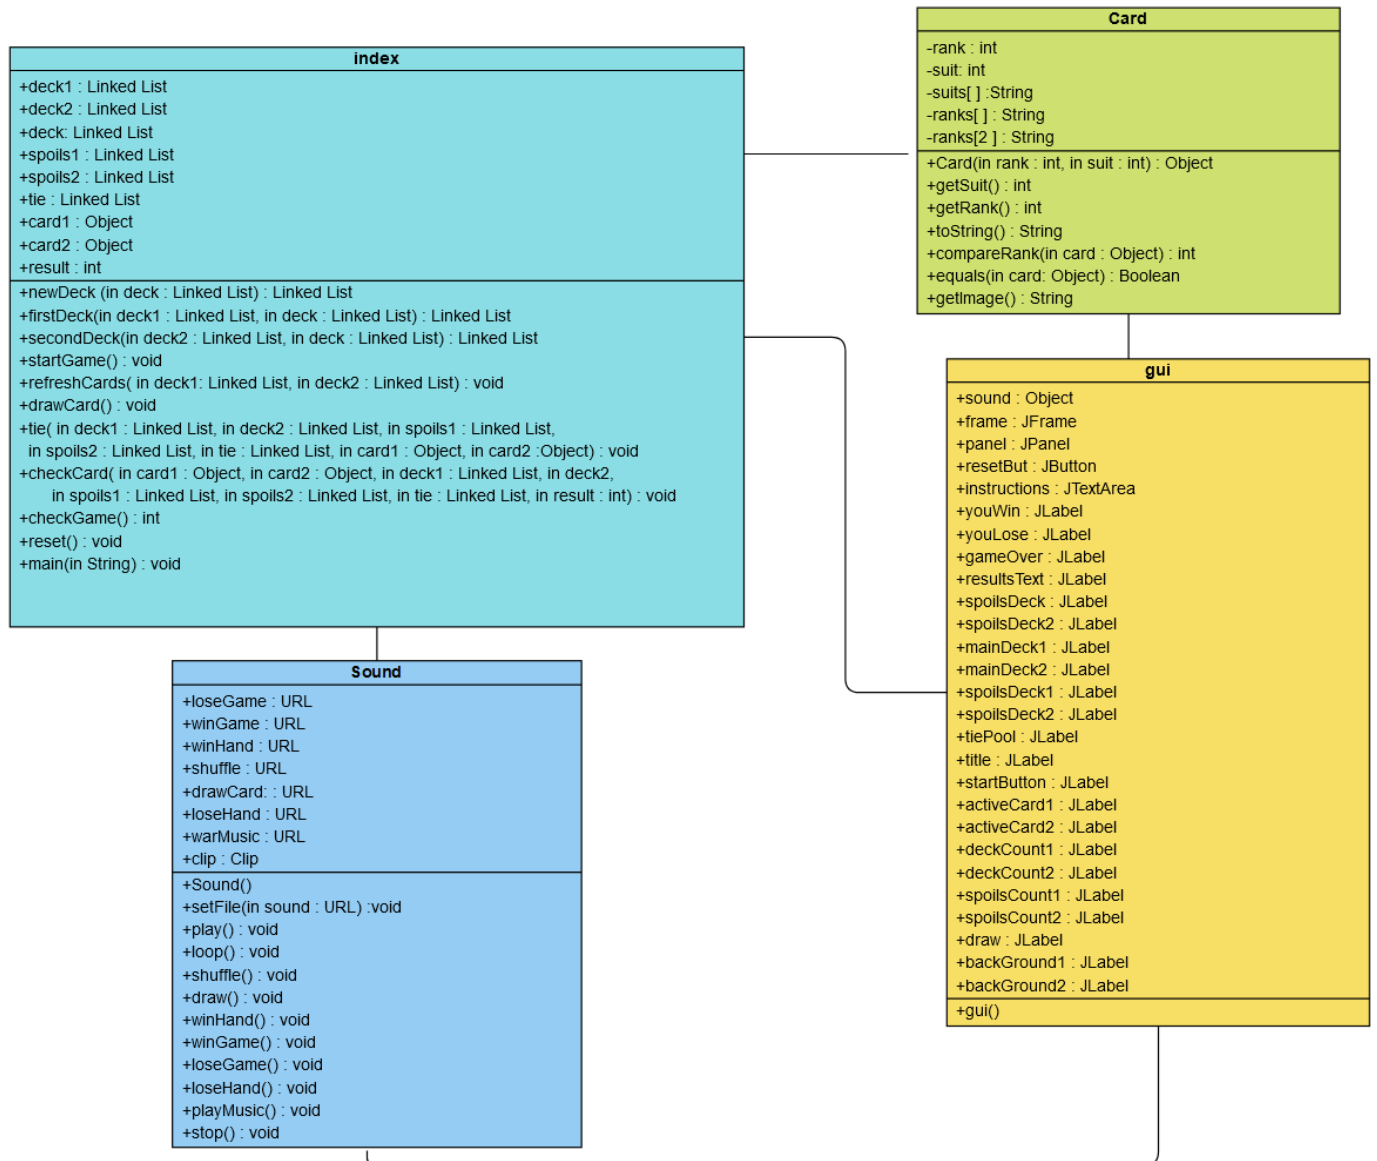 index
+deck1 : Linked List
+deck2 : Linked List
+deck: Linked List
+spoils1 : Linked List
+spoils2 : Linked List
+tie : Linked List
+card1 : Object
+card2 : Object
+result : int
+newDeck (in deck : Linked List) : Linked List
+firstDeck(in deck1 : Linked List, in deck : Linked List) : Linked List
+secondDeck(in deck2 : Linked List, in deck : Linked List) : Linked List
+startGame() : void
+refreshCards( in deck1: Linked List, in deck2 : Linked List) : void
+drawCard() : void
+tie( in deck1 : Linked List, in deck2 : Linked List, in spoils1 : Linked List,
in spoils2 : Linked List, in tie : Linked List, in card1 : Object, in card2 :Object) : void
+checkCard( in card1 : Object, in card2 : Object, in deck1 : Linked List, in deck2,
in spoils1 : Linked List, in spoils2 : Linked List, in tie : Linked List, in result : int) : void
+checkGame() : int
+reset() : void
+main(in String) : void
Card
-rank : int
-suit: int
-suits[ ] :String
-ranks[ ] : String
-ranks[2 ] : String
+Card(in rank : int, in suit : int) : Object
+getSuit() : int
+getRank() : int
+toString() : String
+compareRank(in card : Object) : int
+equals(in card: Object) : Boolean
+getImage() : String
Sound
+loseGame : URL
+winGame : URL
+winHand : URL
+shuffle : URL
+drawCard: : URL
+loseHand : URL
+warMusic : URL
+clip : Clip
+Sound()
+setFile(in sound : URL) :void
+play() : void
+loop() : void
+shuffle() : void
+draw() : void
+winHand() : void
+winGame() : void
+loseGame() : void
+loseHand() : void
+playMusic() : void
+stop() : void
gui
+sound : Object
+frame : JFrame
+panel : JPanel
+resetBut : JButton
+instructions : JTextArea
+youWin : JLabel
+youLose : JLabel
+gameOver : JLabel
+resultsText : JLabel
+spoilsDeck : JLabel
+spoilsDeck2 : JLabel
+mainDeck1 : JLabel
+mainDeck2 : JLabel
+spoilsDeck1 : JLabel
+spoilsDeck2 : JLabel
+tiePool : JLabel
+title : JLabel
+startButton : JLabel
+activeCard1 : JLabel
+activeCard2 : JLabel
+deckCount1 : JLabel
+deckCount2 : JLabel
+spoilsCount1 : JLabel
+spoilsCount2 : JLabel
+draw : JLabel
+backGround1 : JLabel
+backGround2 : JLabel
+gui()